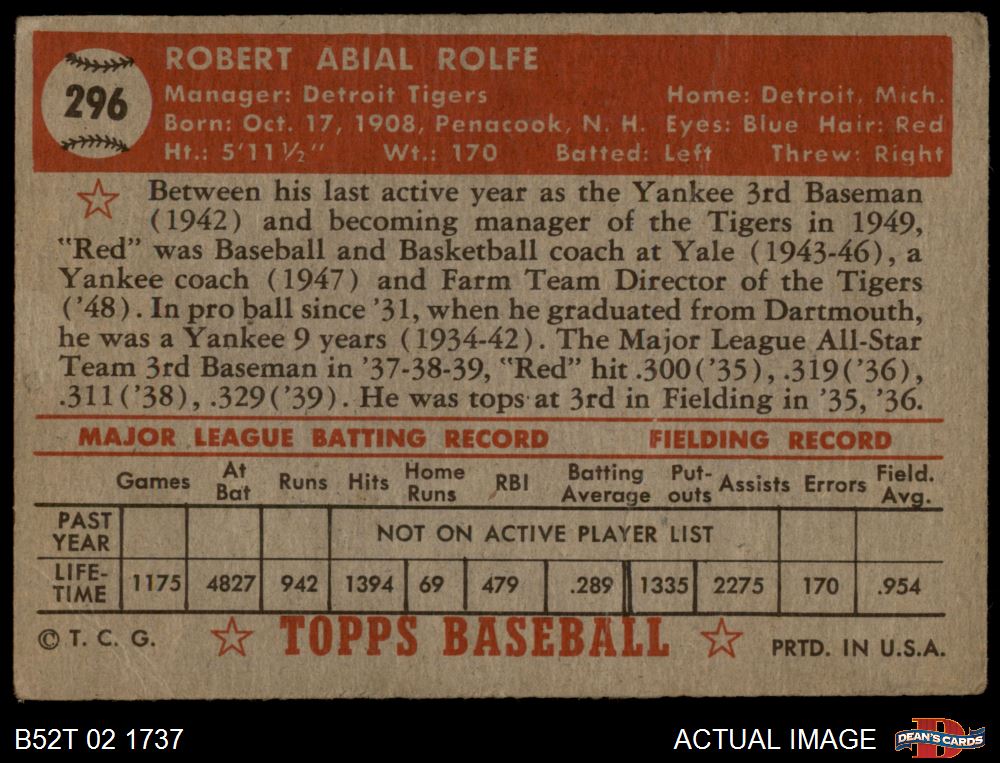 296
ROBERT ABIAL ROLFE
Manager: Detroit Tigers Home: Detroit, Mich.
Born: Oct. 17, 1908, Penacook, N. H. Eyes: Blue Hair: Red
Ht.: 5'11½" Wt.: 170 Batted: Left Threw: Right
Between his last active year as the Yankee 3rd Baseman
(1942) and becoming manager of the Tigers in 1949,
"Red" was Baseball and Basketball coach at Yale (1943-46), a
Yankee coach (1947) and Farm Team Director of the Tigers
('48). In pro ball since '31, when he graduated from Dartmouth,
he was a Yankee 9 years (1934-42). The Major League All-Star
Team 3rd Baseman in '37-38-39, "Red" hit .300('35), .319('36),
.311('38), .329('39). He was tops at 3rd in Fielding in '35, '36.
MAJOR LEAGUE BATTING RECORD FIELDING RECORD
Games At Bat Runs Hits Home Runs RBI Batting Average Put-outs Assists Errors Field. Avg.
PAST YEAR NOT ON ACTIVE PLAYER LIST
LIFE-TIME 1175 4827 942 1394 69 479 .289 1335 2275 170 .954
© T. C. G. TOPPS BASEBALL PRTD. IN U.S.A.
B52T 02 1737 ACTUAL IMAGE DEAN'S CARDS